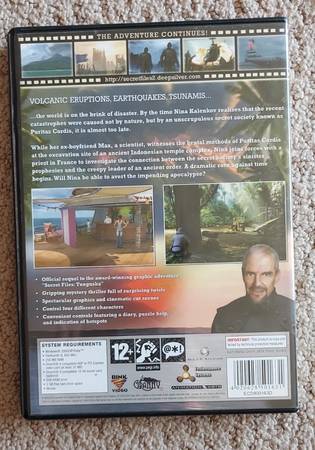 THE ADVENTURE CONTINUES!
http://secretfiles2.deepsilver.com
VOLCANIC ERUPTIONS, EARTHQUAKES, TSUNAMIS...
...the world is on the brink of disaster. By the time Nina Kalenkov realises that the recent
catastrophes were caused not by nature, but by an unscrupulous secret society known as
Puritas Cordis, it is almost too late.
While her ex-boyfriend Max, a scientist, witnesses the brutal methods of Puritas Cordis
at the excavation site of an ancient Indonesian temple complex, Nina joins forces with a
priest in France to investigate the connection between the secret society's sinister
prophecies and the creepy leader of an ancient order. A dramatic race against time
begins. Will Nina be able to avert the impending apocalypse?
• Official sequel to the award-winning graphic adventure
"Secret Files: Tunguska"
• Gripping mystery thriller full of surprising twists
• Spectacular graphics and cinematic cut scenes
• Control four different characters
• Convenient controls featuring a diary, puzzle help,
and indication of hotspots
SYSTEM REQUIREMENTS
12+
www.pegi.info
IMPORTANT:
BINK
VIDEO
ANIMATION ARTS